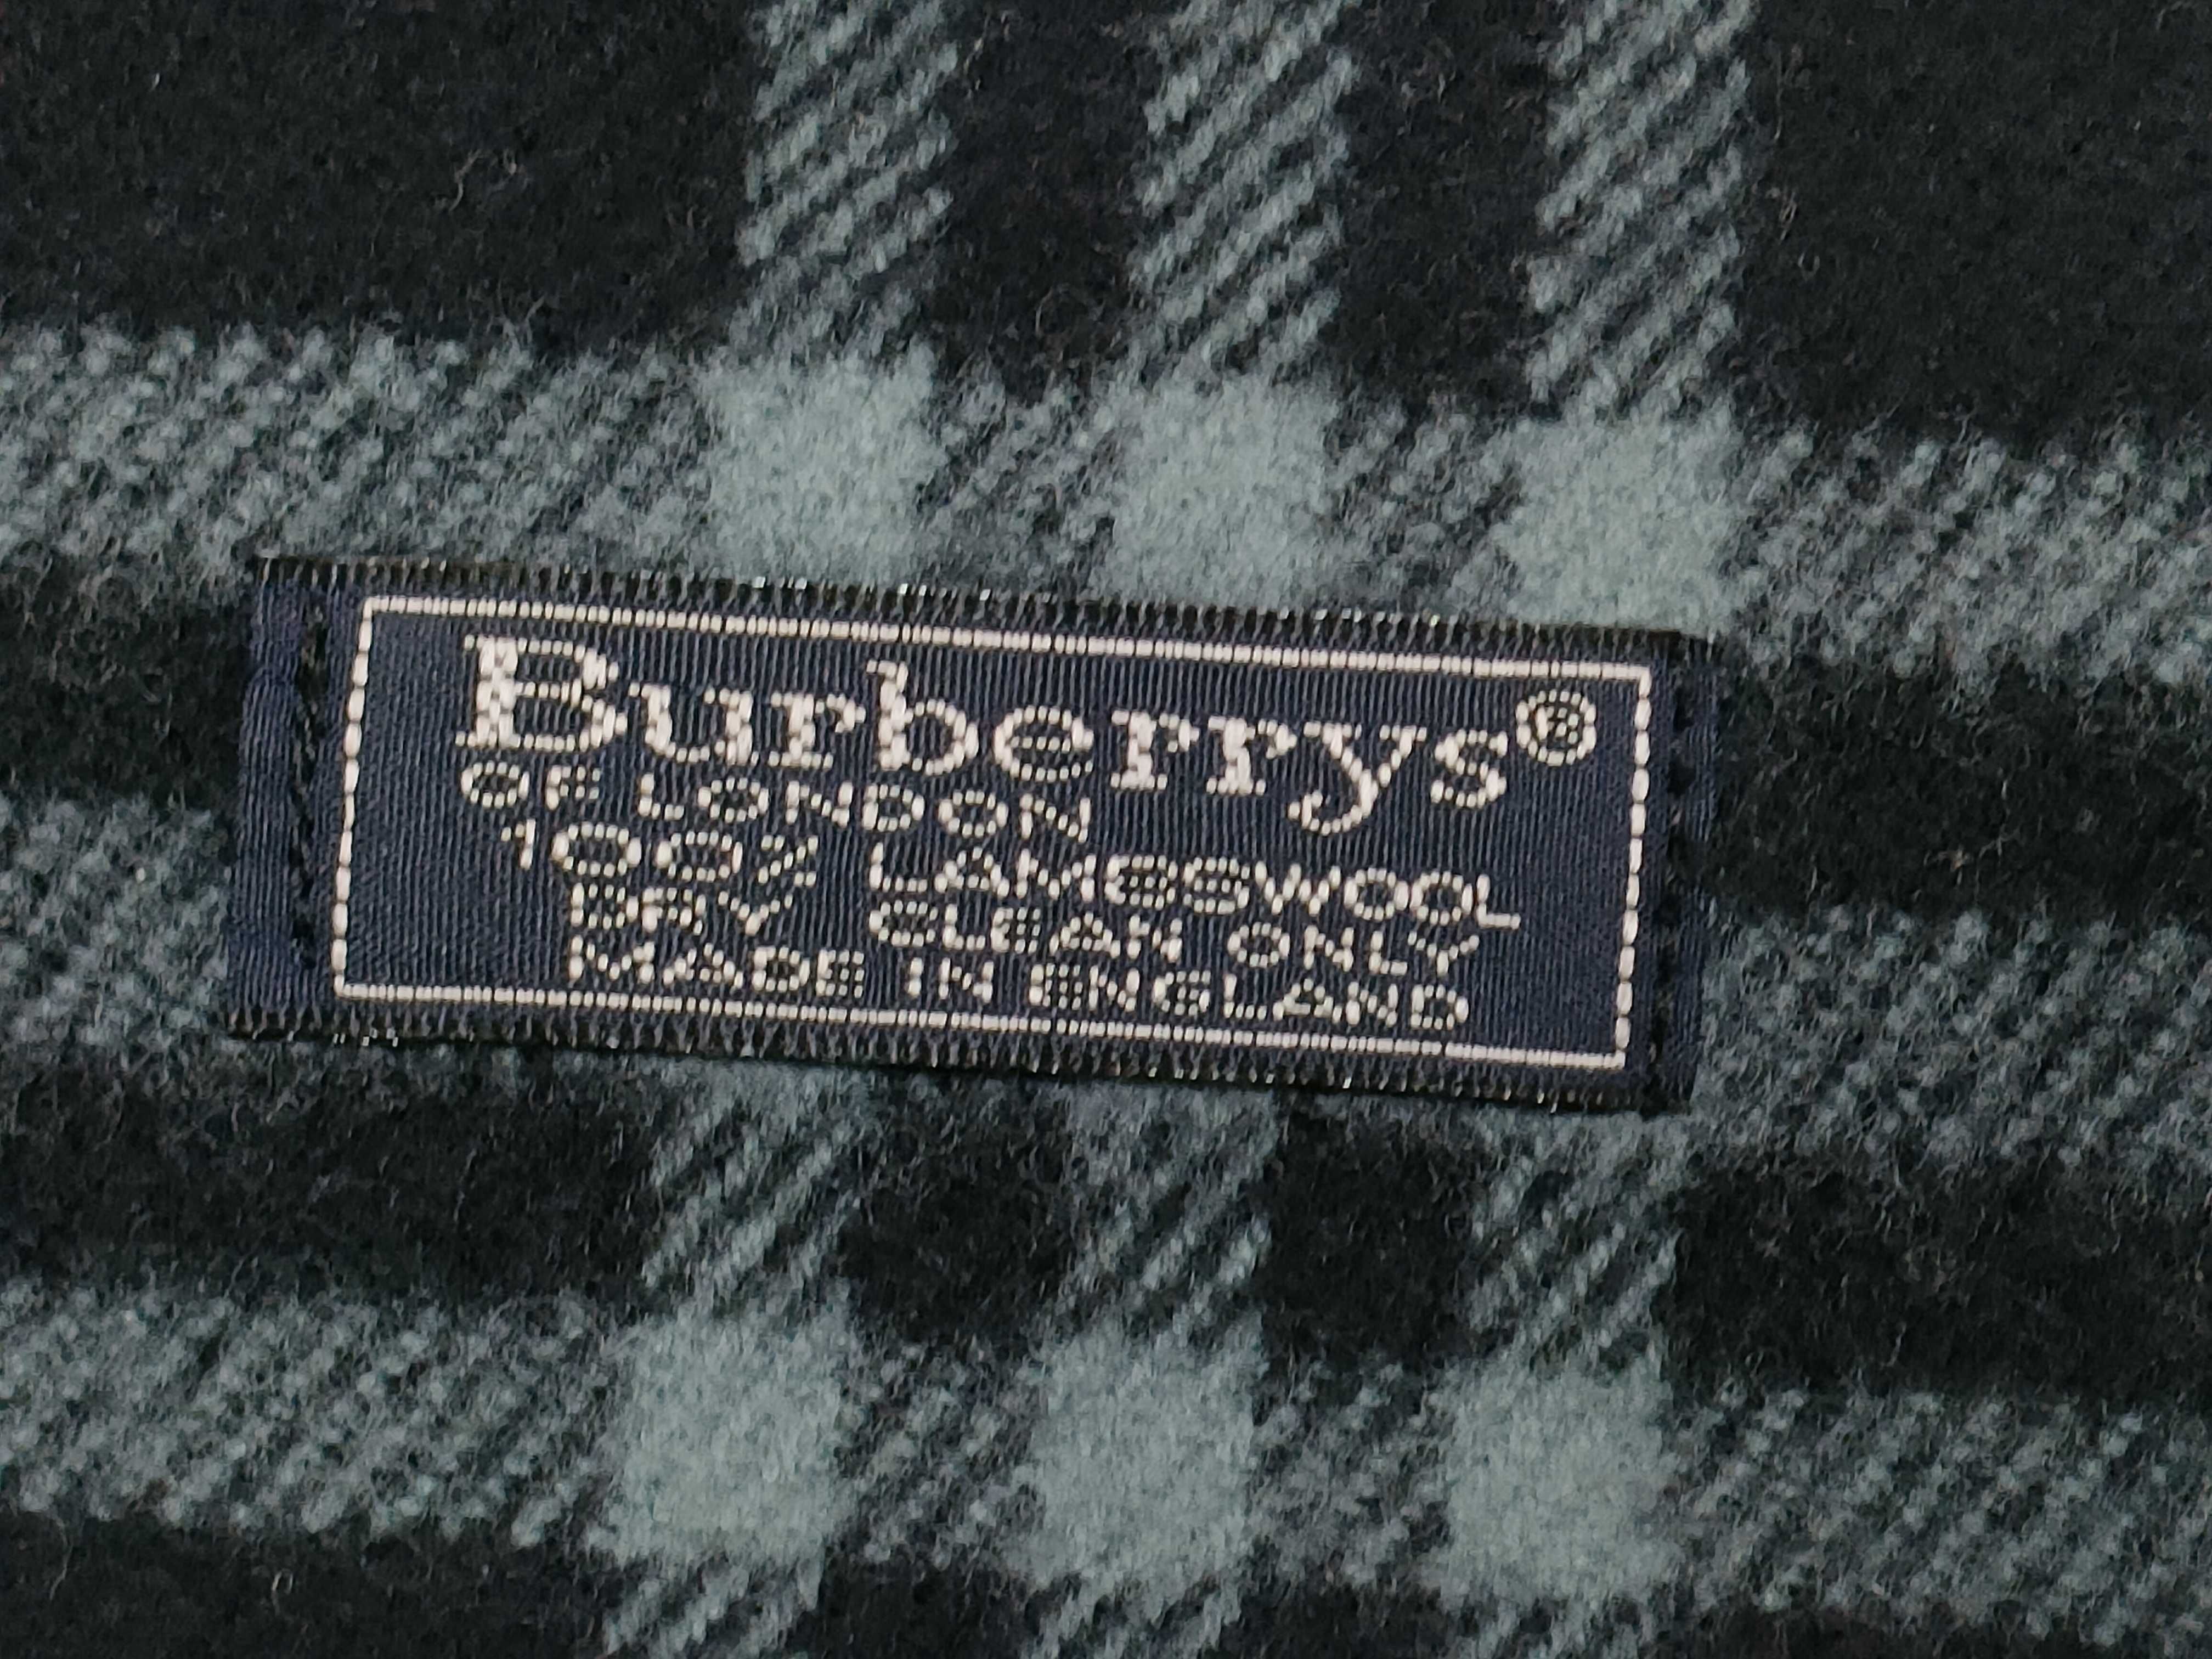 Burberrys®
OF LONDON
100% LAMBSWOOL
DRY CLEAN ONLY
MADE IN ENGLAND